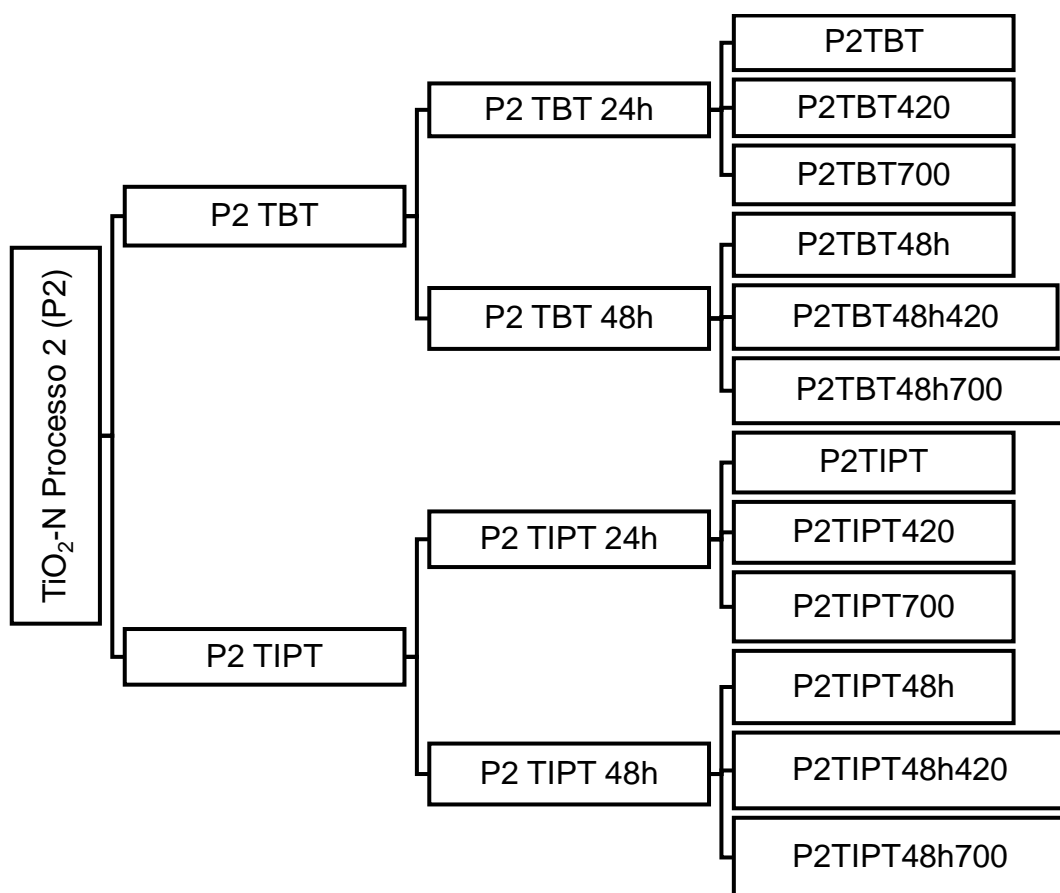 TiO₂-N Processo 2 (P2)
P2 TBT
P2 TBT 24h
P2TBT
P2TBT420
P2TBT700
P2 TBT 48h
P2TBT48h
P2TBT48h420
P2TBT48h700
P2 TIPT
P2 TIPT 24h
P2TIPT
P2TIPT420
P2TIPT700
P2 TIPT 48h
P2TIPT48h
P2TIPT48h420
P2TIPT48h700